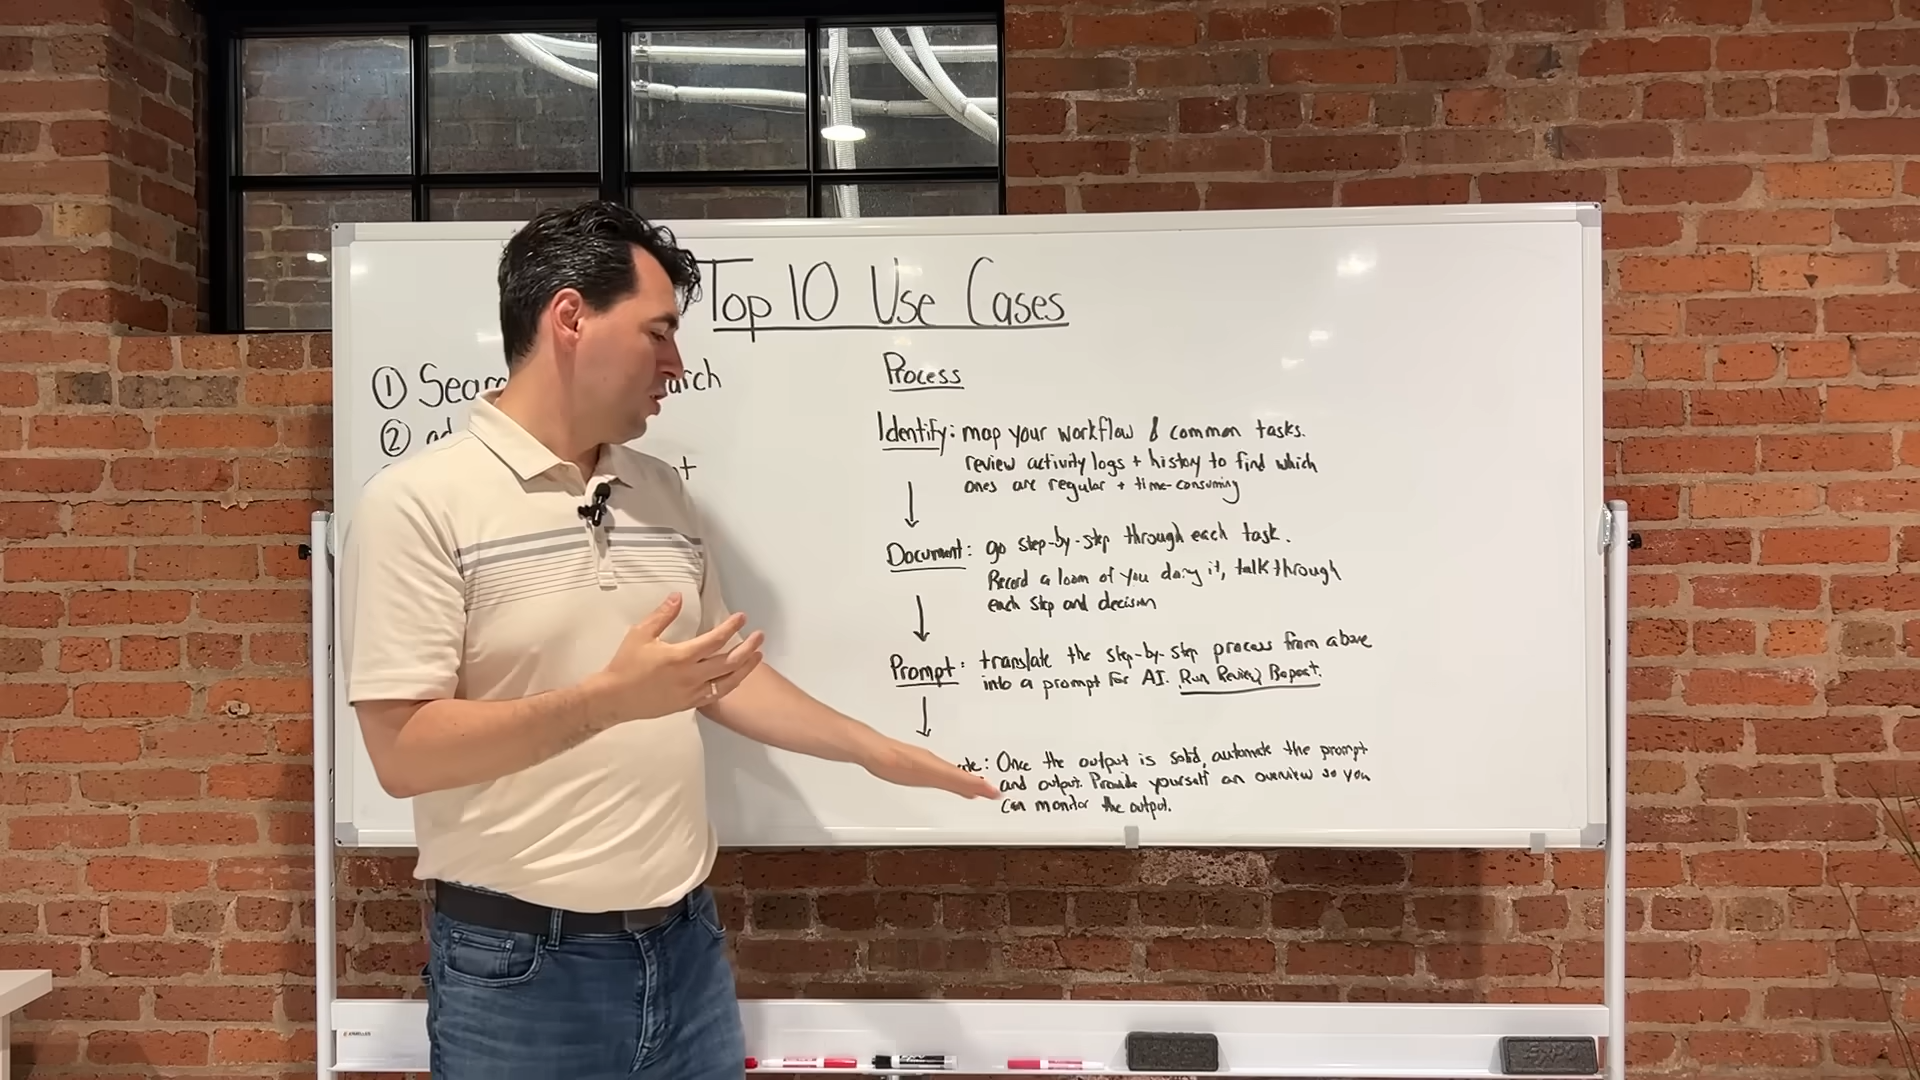 Top 10 Use Cases
① Sear arch
② ad
t
Process
Identify: map your workflow & common tasks.
review activity logs + history to find which
ones are regular + time-consuming
Document: go step-by-step through each task.
Record a loom of you doing it, talk through
each step and decision
Prompt: translate the step-by-step process from above
into a prompt for AI. Run Review Repeat.
ate: Once the output is solid, automate the prompt
and output. Provide yourself an overview so you
can monitor the output.
EXPO